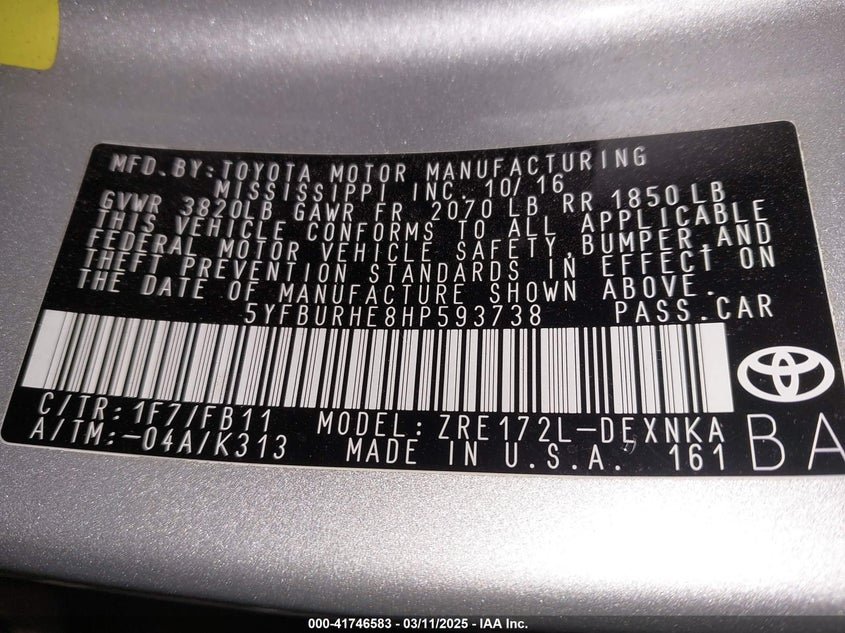 MFD. BY: TOYOTA MOTOR MANUFACTURING
MISSISSIPPI INC. 10/16
GVWR 3820LB GAWR FR 2070 LB RR 1850 LB
THIS VEHICLE CONFORMS TO ALL APPLICABLE
FEDERAL MOTOR VEHICLE SAFETY, BUMPER, AND
THEFT PREVENTION STANDARDS IN EFFECT ON
THE DATE OF MANUFACTURE SHOWN ABOVE.
5YFBURHE8HP593738 PASS. CAR
C/TR: 1F7/FB11 MODEL: ZRE172L-DEXNKA
A/TM: -04A/K313 MADE IN U.S.A. 161 BA
000-41746583 - 03/11/2025 - IAA Inc.